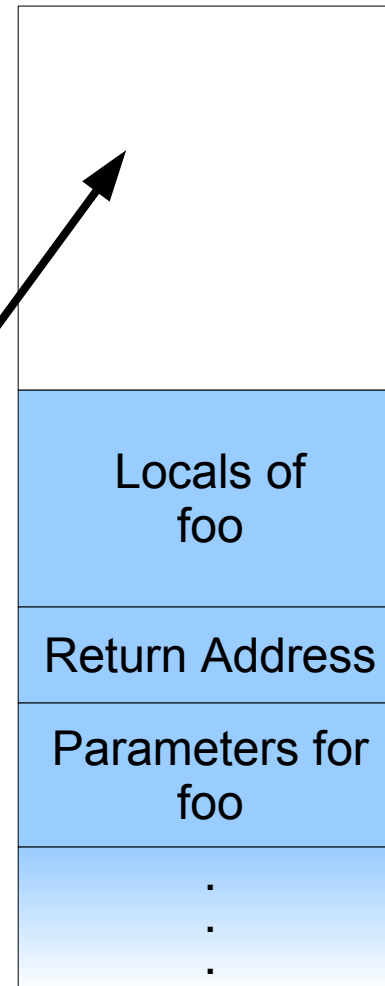 Locals of
foo
Return Address
Parameters for
foo
.
.
.